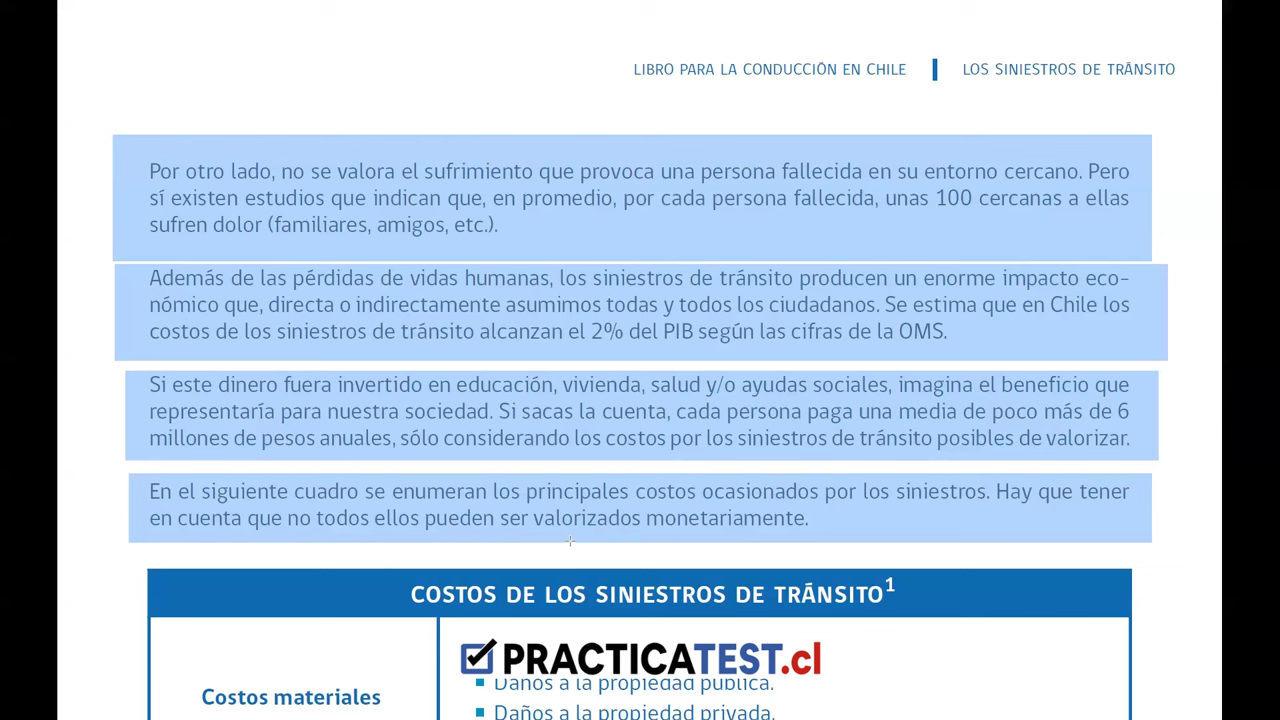 LIBRO PARA LA CONDUCCIÓN EN CHILE LOS SINIESTROS DE TRÁNSITO
Por otro lado, no se valora el sufrimiento que provoca una persona fallecida en su entorno cercano. Pero
sí existen estudios que indican que, en promedio, por cada persona fallecida, unas 100 cercanas a ellas
sufren dolor (familiares, amigos, etc.).
Además de las pérdidas de vidas humanas, los siniestros de tránsito producen un enorme impacto eco-
nómico que, directa o indirectamente asumimos todas y todos los ciudadanos. Se estima que en Chile los
costos de los siniestros de tránsito alcanzan el 2% del PIB según las cifras de la OMS.
Si este dinero fuera invertido en educación, vivienda, salud y/o ayudas sociales, imagina el beneficio que
representaría para nuestra sociedad. Si sacas la cuenta, cada persona paga una media de poco más de 6
millones de pesos anuales, sólo considerando los costos por los siniestros de tránsito posibles de valorizar.
En el siguiente cuadro se enumeran los principales costos ocasionados por los siniestros. Hay que tener
en cuenta que no todos ellos pueden ser valorizados monetariamente.
COSTOS DE LOS SINIESTROS DE TRÁNSITO1
PRACTICATEST.cl
Daños a la propiedad pública.
Costos materiales
Daños a la propiedad privada.